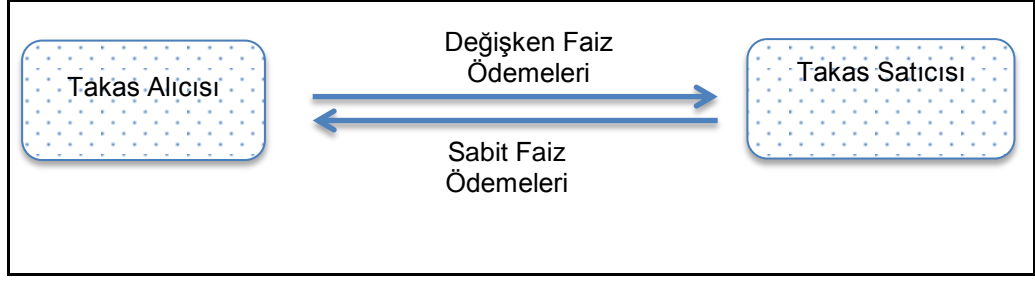 Değişken Faiz
Ödemeleri
Takas Alıcısı
Takas Satıcısı
Sabit Faiz
Ödemeleri